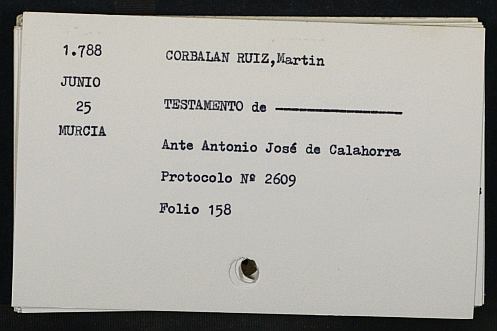 1.788
CORBALAN RUIZ,Martin
JUNIO
25
TESTAMENTO de
MURCIA
Ante Antonio José de Calahorra
Protocolo Nº 2609
Folio 158